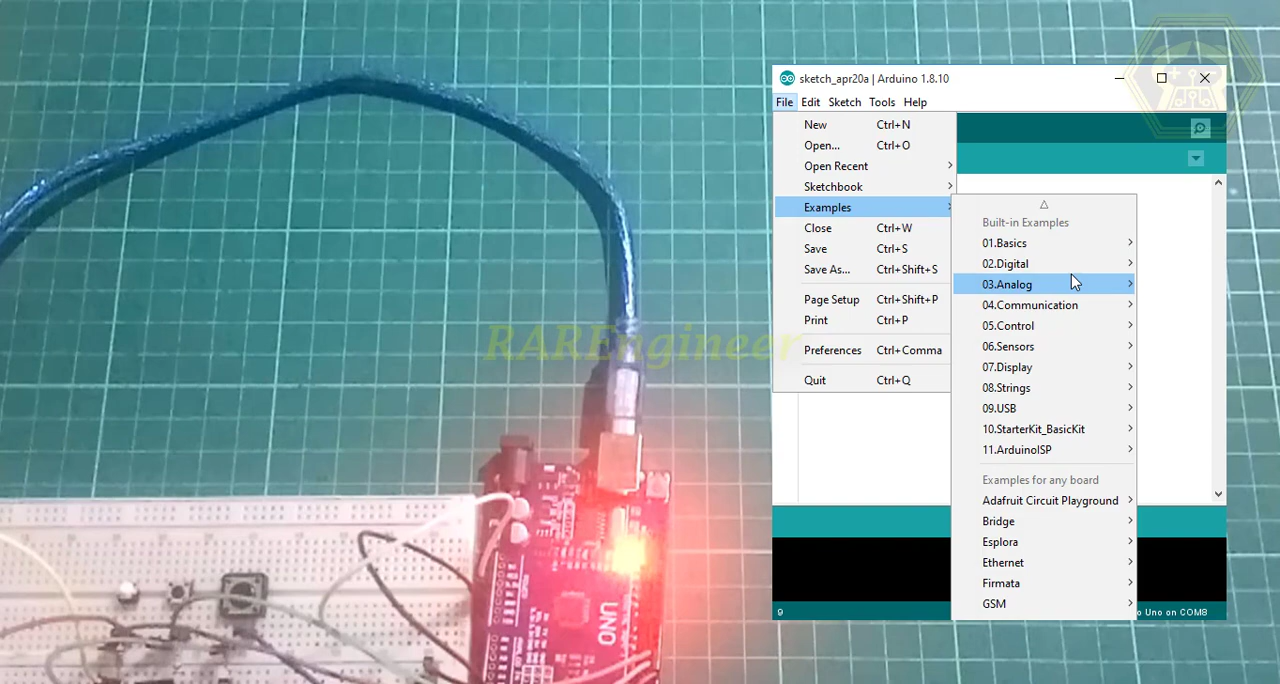 sketch_apr20a | Arduino 1.8.10
File Edit Sketch Tools Help
New Ctrl+N
Open... Ctrl+O
Open Recent
Sketchbook
Examples
Close Ctrl+W
Save Ctrl+S
Save As... Ctrl+Shift+S
Page Setup Ctrl+Shift+P
Print Ctrl+P
Preferences Ctrl+Comma
Quit Ctrl+Q
Built-in Examples
01.Basics
02.Digital
03.Analog
04.Communication
05.Control
06.Sensors
07.Display
08.Strings
09.USB
10.StarterKit_BasicKit
11.ArduinoISP
Examples for any board
Adafruit Circuit Playground
Bridge
Esplora
Ethernet
Firmata
GSM
9
o Uno on COM8
RAREngineer
UNO